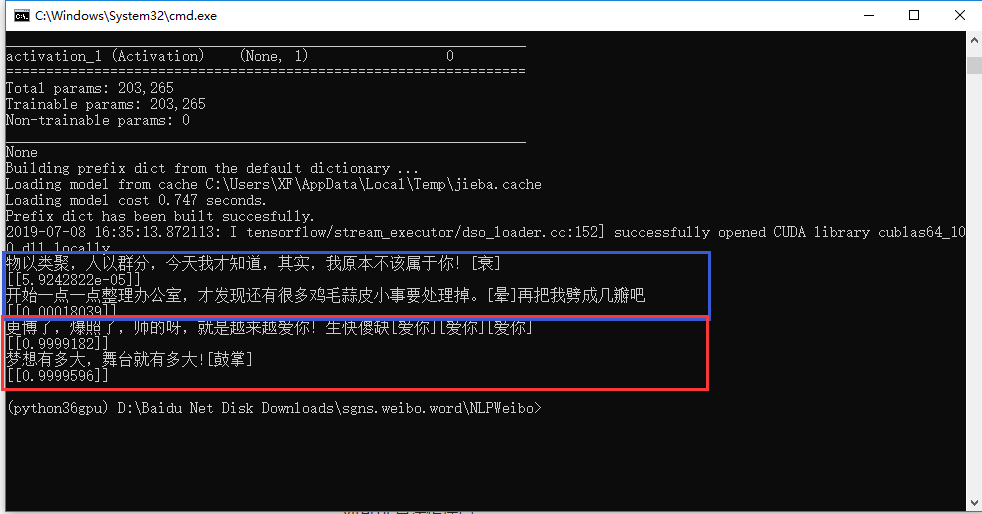 C:\Windows\System32\cmd.exe
activation_1 (Activation) (None, 1) 0
=================================================================
Total params: 203,265
Trainable params: 203,265
Non-trainable params: 0
None
Building prefix dict from the default dictionary ...
Loading model from cache C:\Users\XF\AppData\Local\Temp\jieba.cache
Loading model cost 0.747 seconds.
Prefix dict has been built succesfully.
2019-07-08 16:35:13.872113: I tensorflow/stream_executor/dso_loader.cc:152] successfully opened CUDA library cublas64_10
0.dll locally
物以类聚，人以群分，今天我才知道，其实，我原本不该属于你！[衰]
[[5.9242822e-05]]
开始一点一点整理办公室，才发现还有很多鸡毛蒜皮小事要处理掉。[晕]再把我劈成几瓣吧
[[0.00018039]]
更博了，爆照了，帅的呀，就是越来越爱你！生快傻缺[爱你][爱你][爱你]
[[0.9999182]]
梦想有多大，舞台就有多大![鼓掌]
[[0.9999596]]
(python36gpu) D:\Baidu Net Disk Downloads\sgns.weibo.word\NLPWeibo>